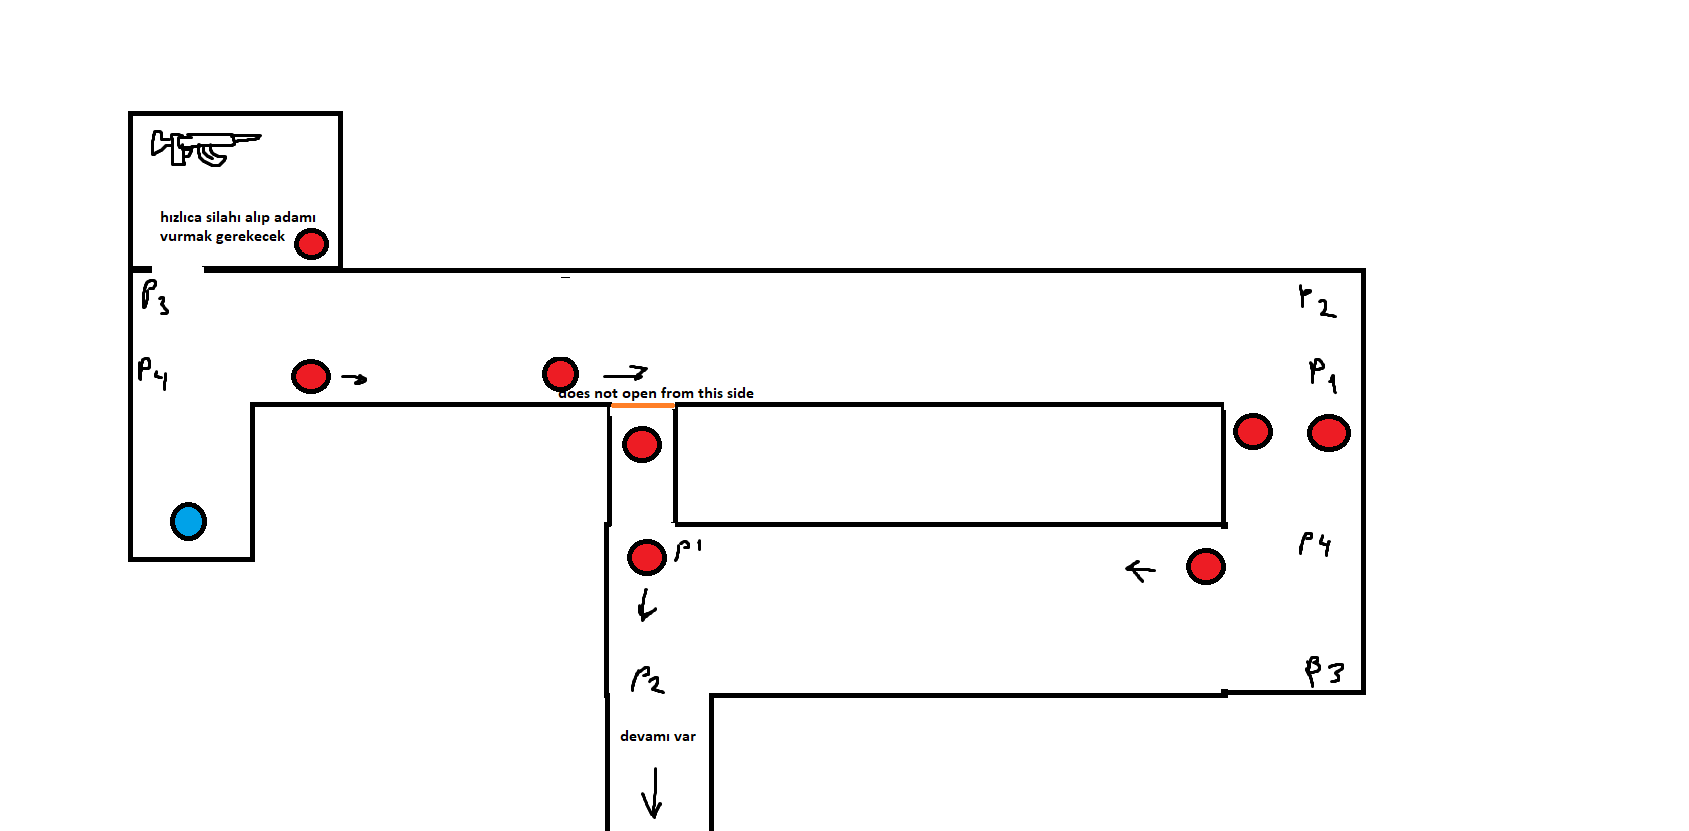 hızlıca silahı alıp adamı
vurmak gerekecek
P3
P2
P4
P1
does not open from this side
P1
P4
P2
P3
devamı var